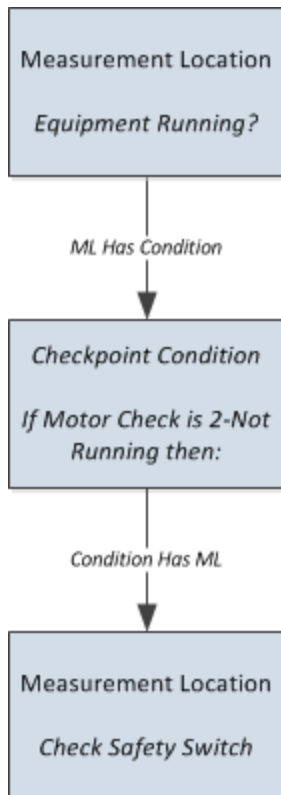 Measurement Location
Equipment Running?
ML Has Condition
Checkpoint Condition
If Motor Check is 2-Not
Running then:
Condition Has ML
Measurement Location
Check Safety Switch